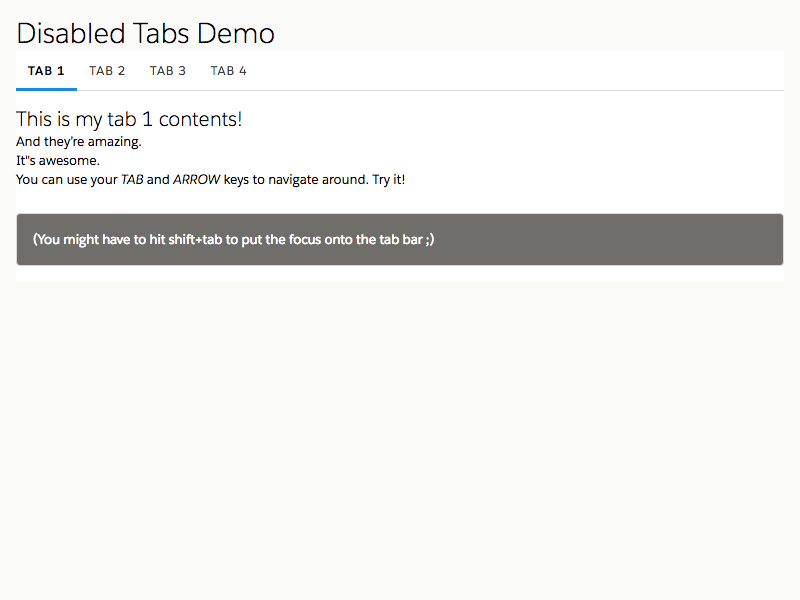 Disabled Tabs Demo
TAB 1 TAB 2 TAB 3 TAB 4
This is my tab 1 contents!
And they're amazing.
It"s awesome.
You can use your TAB and ARROW keys to navigate around. Try it!
(You might have to hit shift+tab to put the focus onto the tab bar ;)